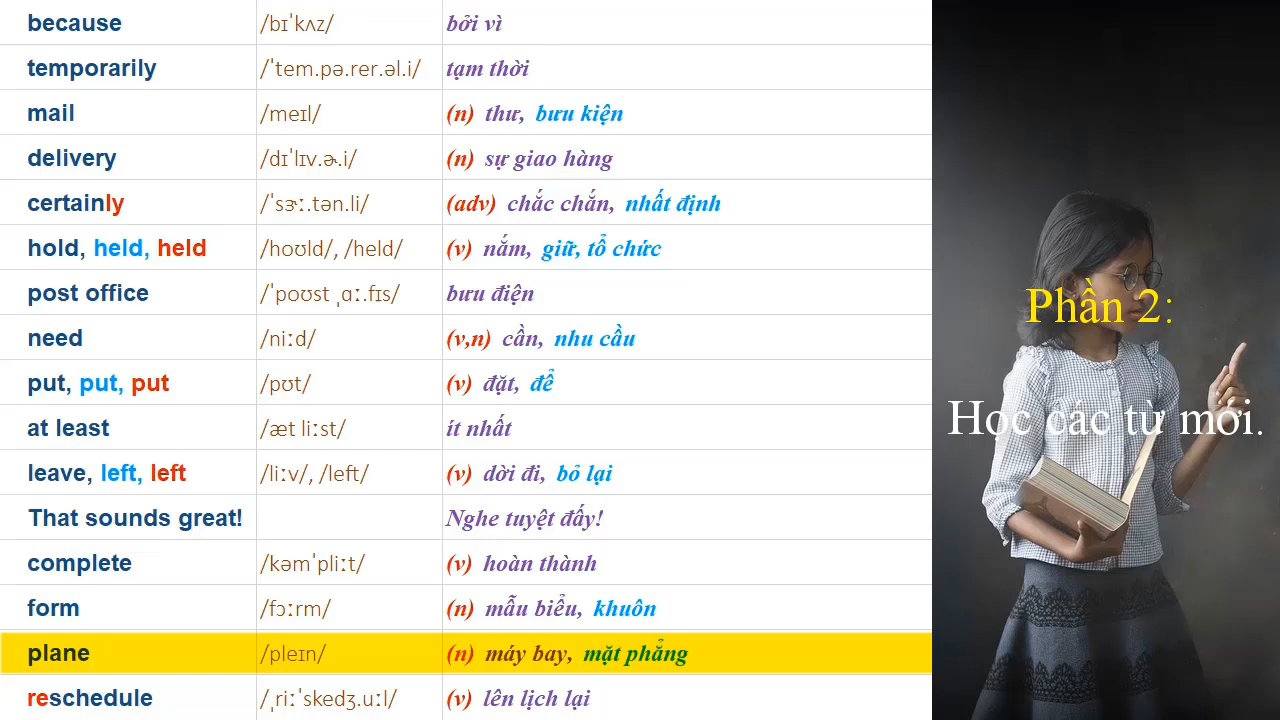 because /bɪˈkʌz/ bởi vì
temporarily /ˈtem.pə.rer.əl.i/ tạm thời
mail /meɪl/ (n) thư, bưu kiện
delivery /dɪˈlɪv.ɚ.i/ (n) sự giao hàng
certainly /ˈsɝː.tən.li/ (adv) chắc chắn, nhất định
hold, held, held /hoʊld/, /held/ (v) nắm, giữ, tổ chức
post office /ˈpoʊst ˌɑː.fɪs/ bưu điện
need /niːd/ (v,n) cần, nhu cầu
put, put, put /pʊt/ (v) đặt, để
at least /æt liːst/ ít nhất
leave, left, left /liːv/, /left/ (v) dời đi, bỏ lại
That sounds great! Nghe tuyệt đấy!
complete /kəmˈpliːt/ (v) hoàn thành
form /fɔːrm/ (n) mẫu biểu, khuôn
plane /pleɪn/ (n) máy bay, mặt phẳng
reschedule /ˌriːˈskedʒ.uːl/ (v) lên lịch lại
Phần 2:
Học các từ mới.